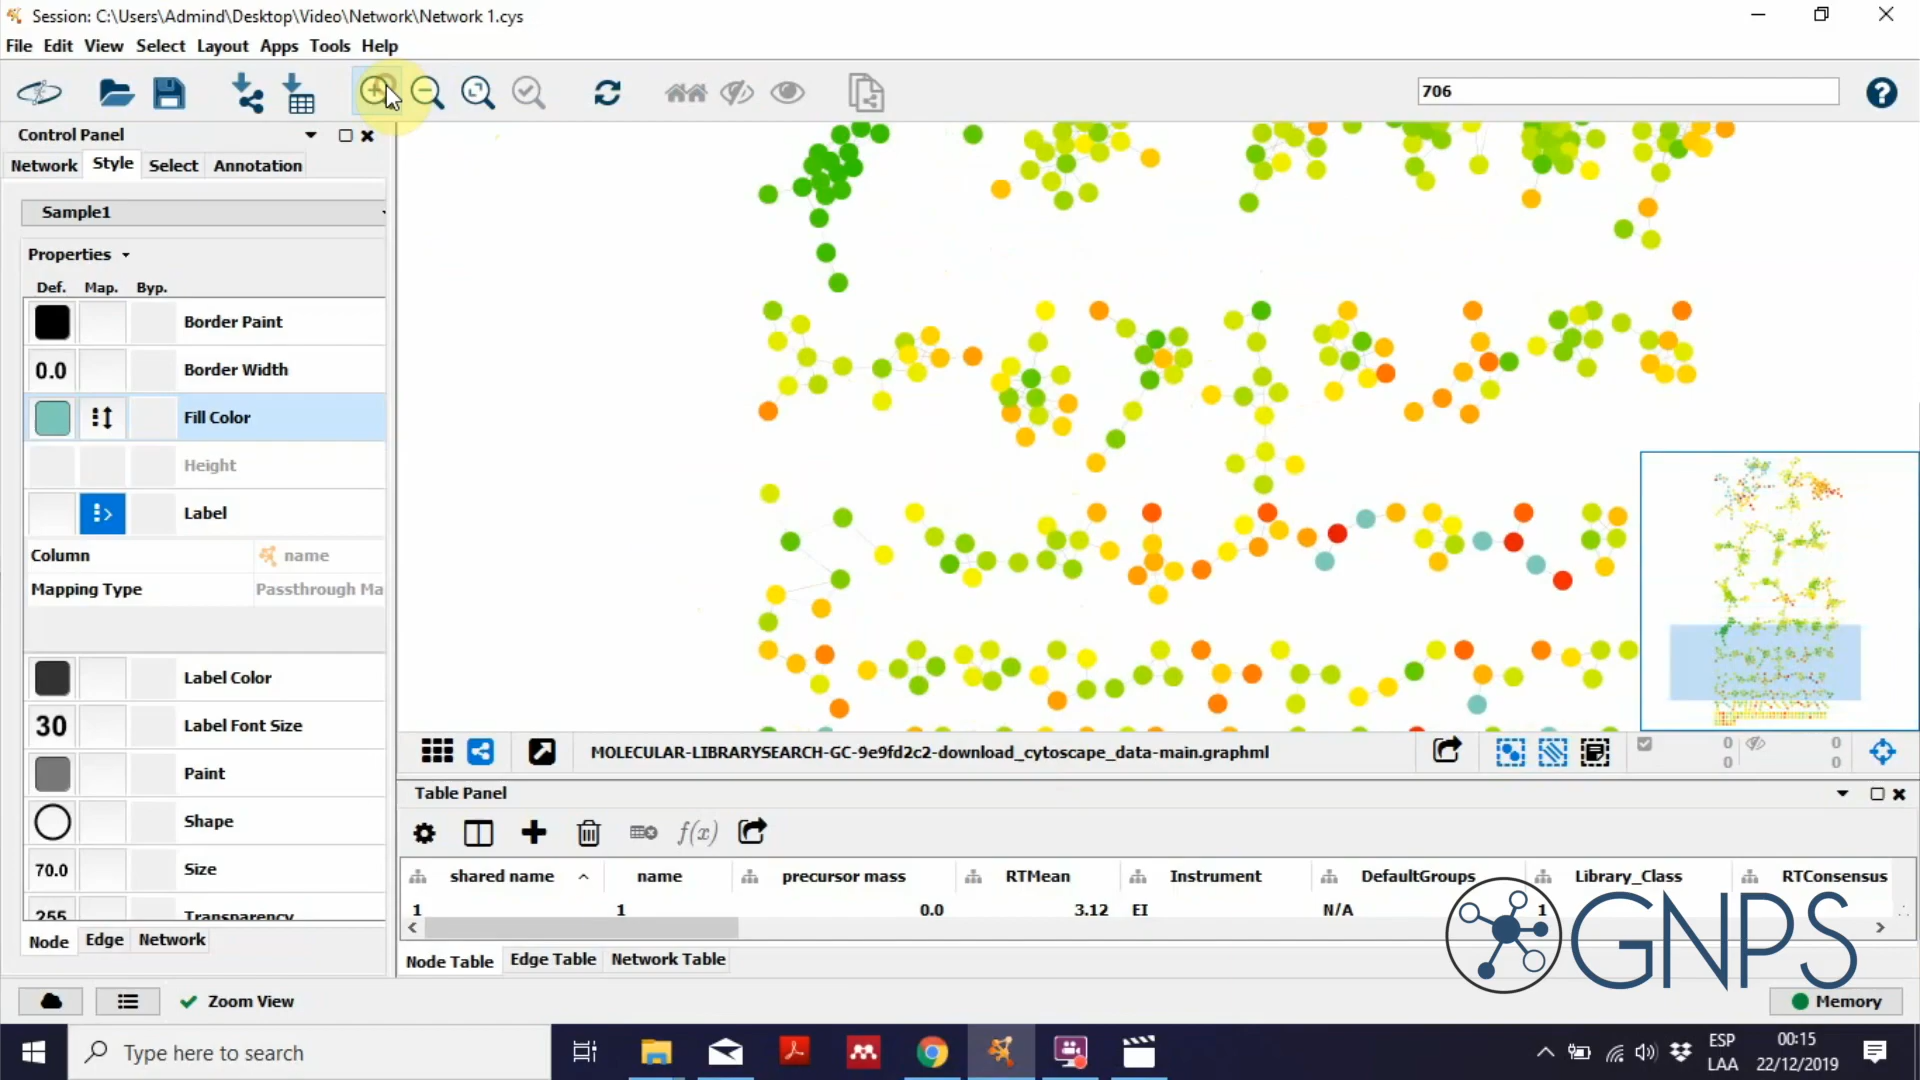 Session: C:\Users\Admind\Desktop\Video\Network\Network 1.cys
File Edit View Select Layout Apps Tools Help
706
Control Panel
Network Style Select Annotation
Sample1
Properties
Def. Map. Byp.
Border Paint
0.0 Border Width
Fill Color
Height
Label
Column name
Mapping Type Passthrough Ma
Label Color
30 Label Font Size
Paint
Shape
70.0 Size
255 Transparency
Node Edge Network
MOLECULAR-LIBRARYSEARCH-GC-9e9fd2c2-download_cytoscape_data-main.graphml
0 0
0 0
Table Panel
f(x)
shared name name precursor mass RTMean Instrument DefaultGroups Library_Class RTConsensus
1 1 0.0 3.12 EI N/A 1
GNPS
Node Table Edge Table Network Table
Zoom View
Memory
Type here to search
ESP
LAA
00:15
22/12/2019